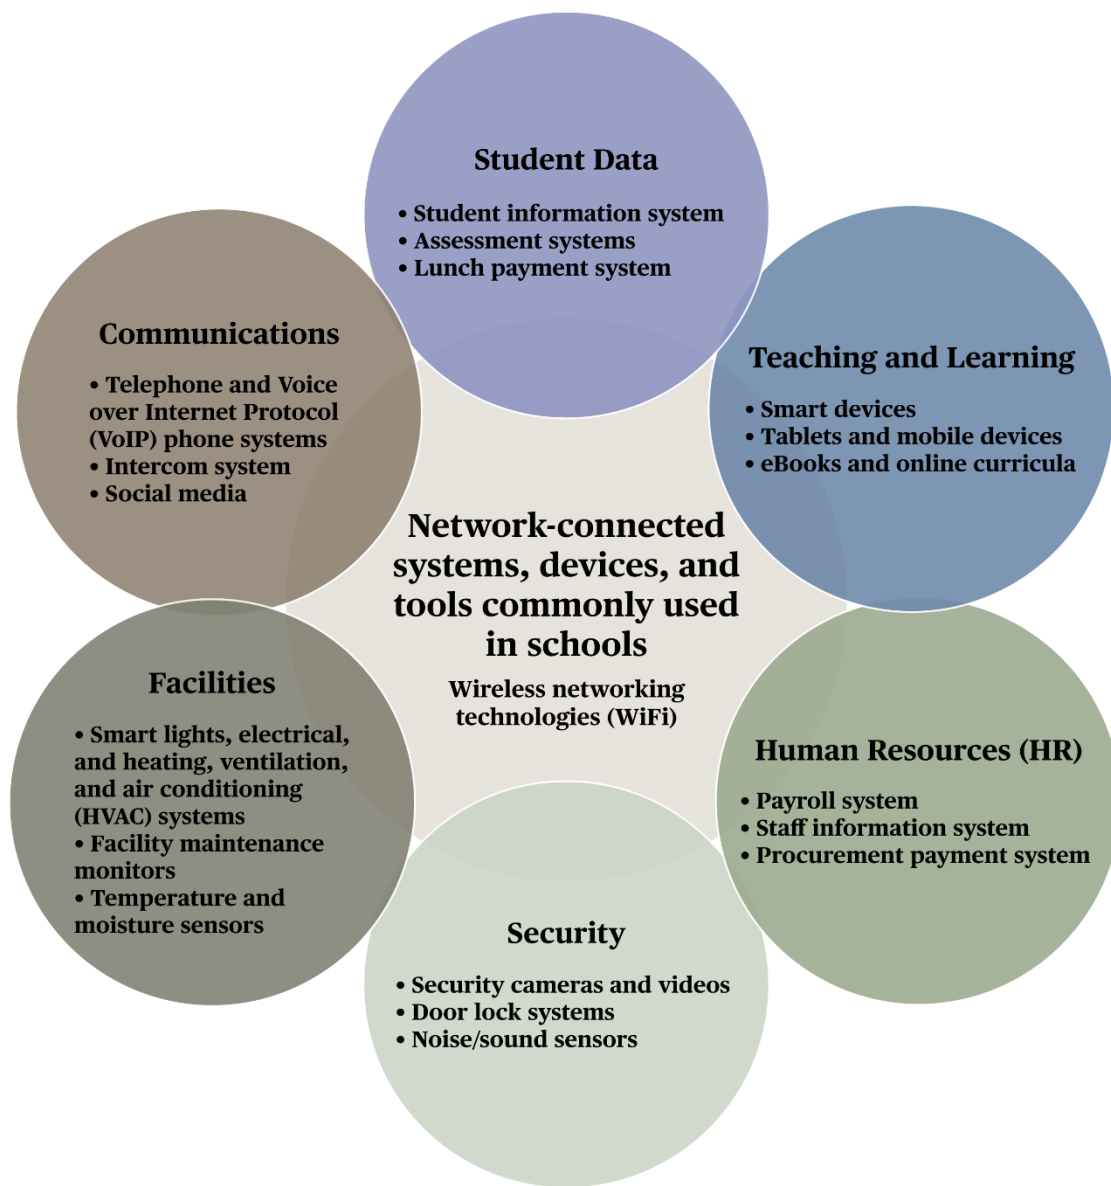 Student Data
• Student information system
• Assessment systems
• Lunch payment system
Communications
• Telephone and Voice
over Internet Protocol
(VoIP) phone systems
• Intercom system
• Social media
Teaching and Learning
• Smart devices
• Tablets and mobile devices
• eBooks and online curricula
Network-connected
systems, devices, and
tools commonly used
in schools
Wireless networking
technologies (WiFi)
Facilities
• Smart lights, electrical,
and heating, ventilation,
and air conditioning
(HVAC) systems
• Facility maintenance
monitors
• Temperature and
moisture sensors
Human Resources (HR)
• Payroll system
• Staff information system
• Procurement payment system
Security
• Security cameras and videos
• Door lock systems
• Noise/sound sensors